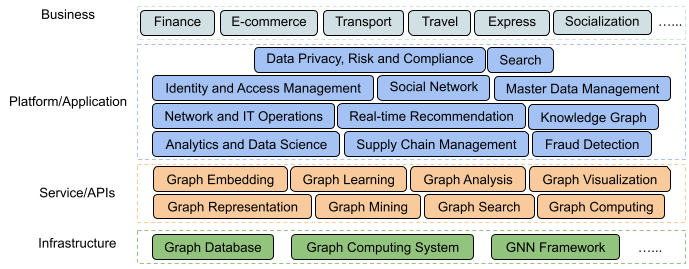 Business
Finance E-commerce Transport Travel Express Socialization ......
Platform/Application
Data Privacy, Risk and Compliance Search
Identity and Access Management Social Network Master Data Management
Network and IT Operations Real-time Recommendation Knowledge Graph
Analytics and Data Science Supply Chain Management Fraud Detection
Service/APIs
Graph Embedding Graph Learning Graph Analysis Graph Visualization
Graph Representation Graph Mining Graph Search Graph Computing
Infrastructure
Graph Database Graph Computing System GNN Framework ......